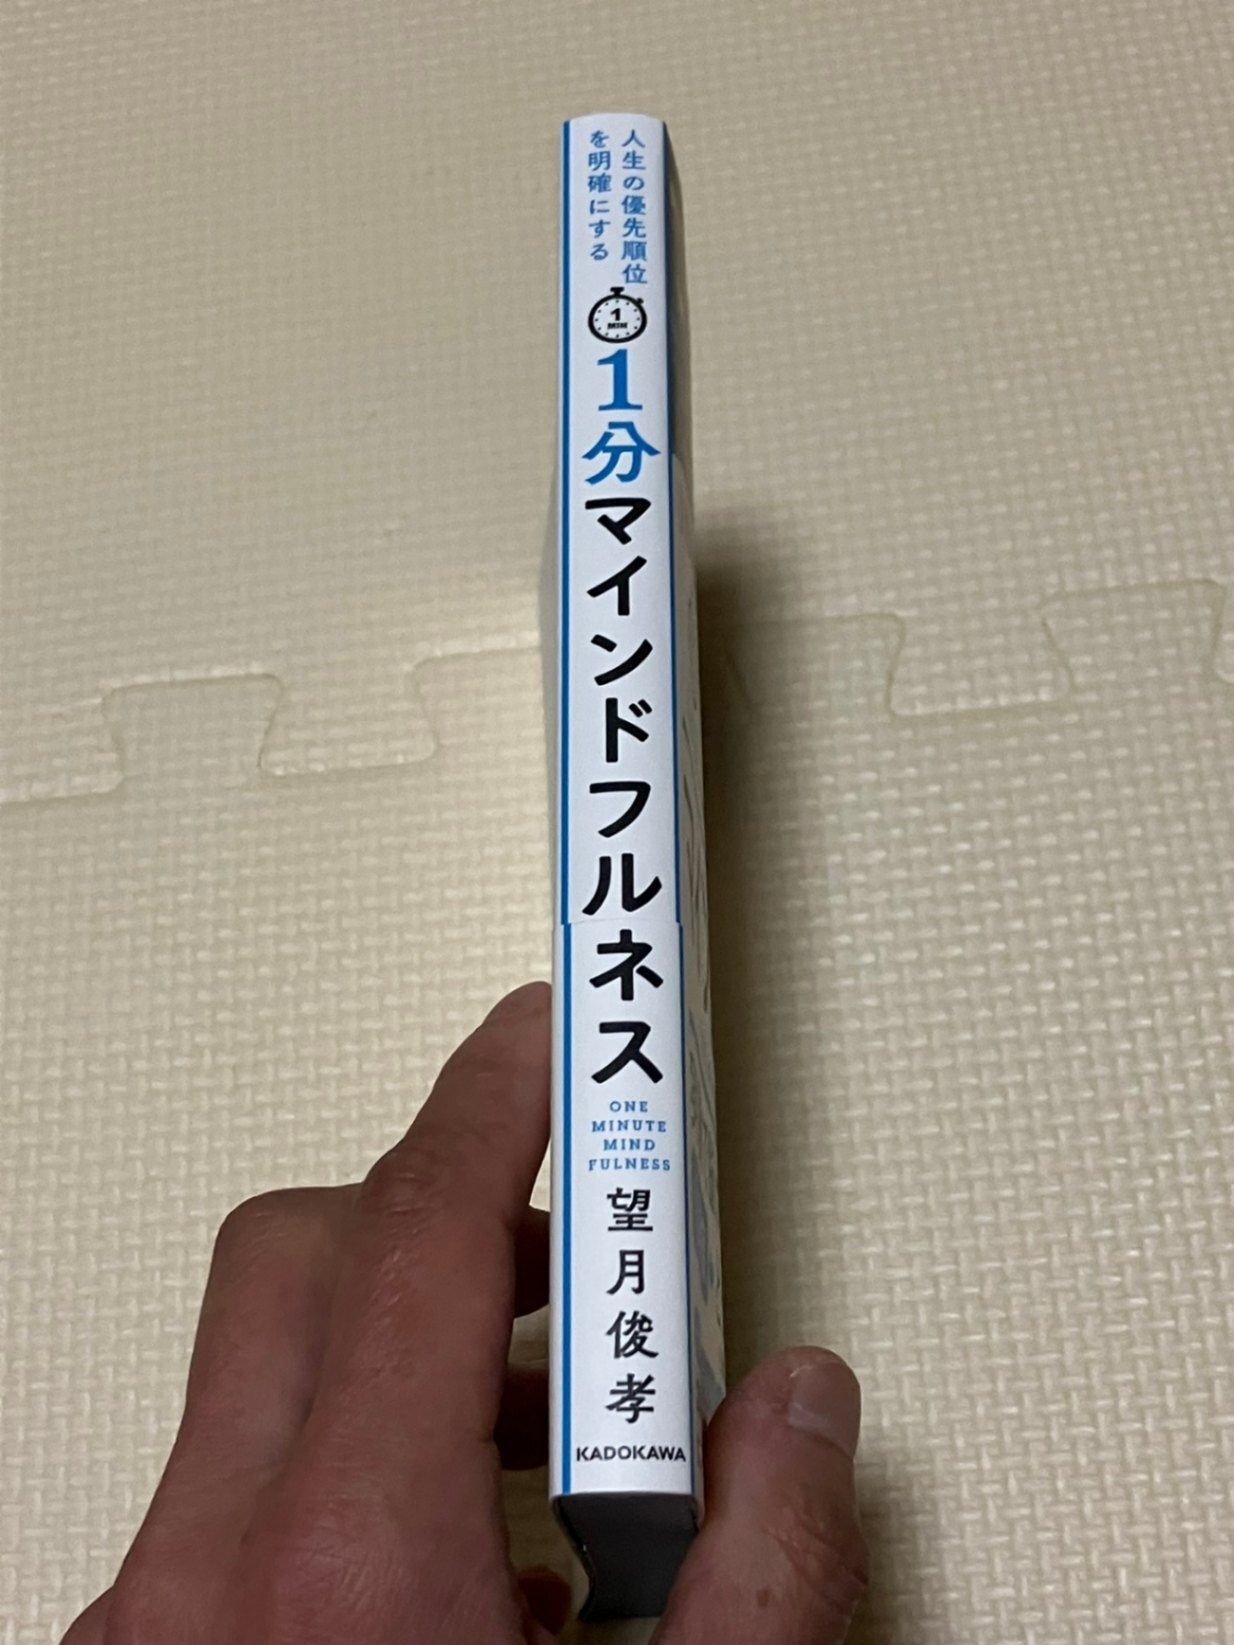 人生の優先順位
を明確にする
1
MIN
1分マインドフルネス
ONE
MINUTE
MIND
FULNESS
望月俊孝
KADOKAWA